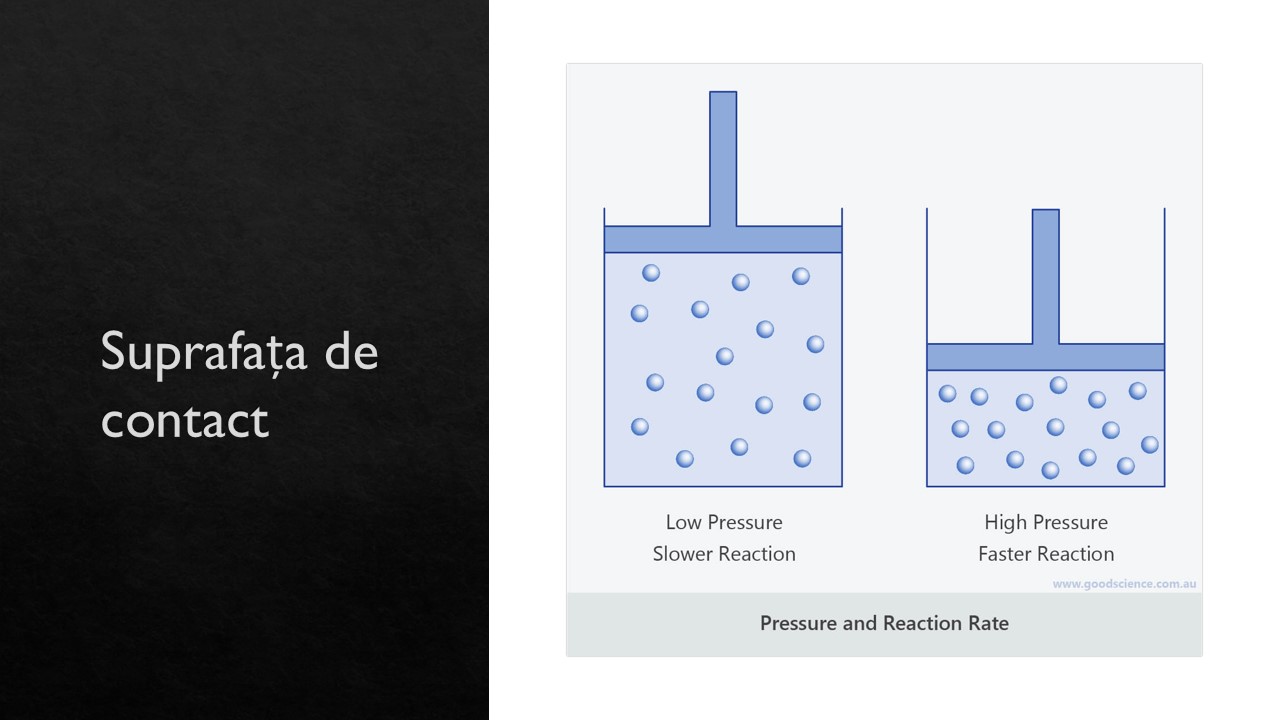 Suprafața de
contact
Low Pressure
Slower Reaction
High Pressure
Faster Reaction
www.goodscience.com.au
Pressure and Reaction Rate